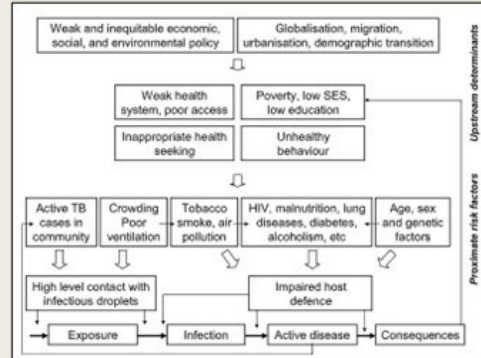 Weak and inequitable economic,
social, and environmental policy
Globalisation, migration,
urbanisation, demographic transition
Upstream determinants
Weak health
system, poor access
Poverty, low SES,
low education
Inappropriate health
seeking
Unhealthy
behaviour
Proximate risk factors
Active TB
cases in
community
Crowding
Poor
ventilation
Tobacco
smoke, air
pollution
HIV, malnutrition, lung
diseases, diabetes,
alcoholism, etc
Age, sex
and genetic
factors
High level contact with
infectious droplets
Impaired host
defence
Exposure
Infection
Active disease
Consequences